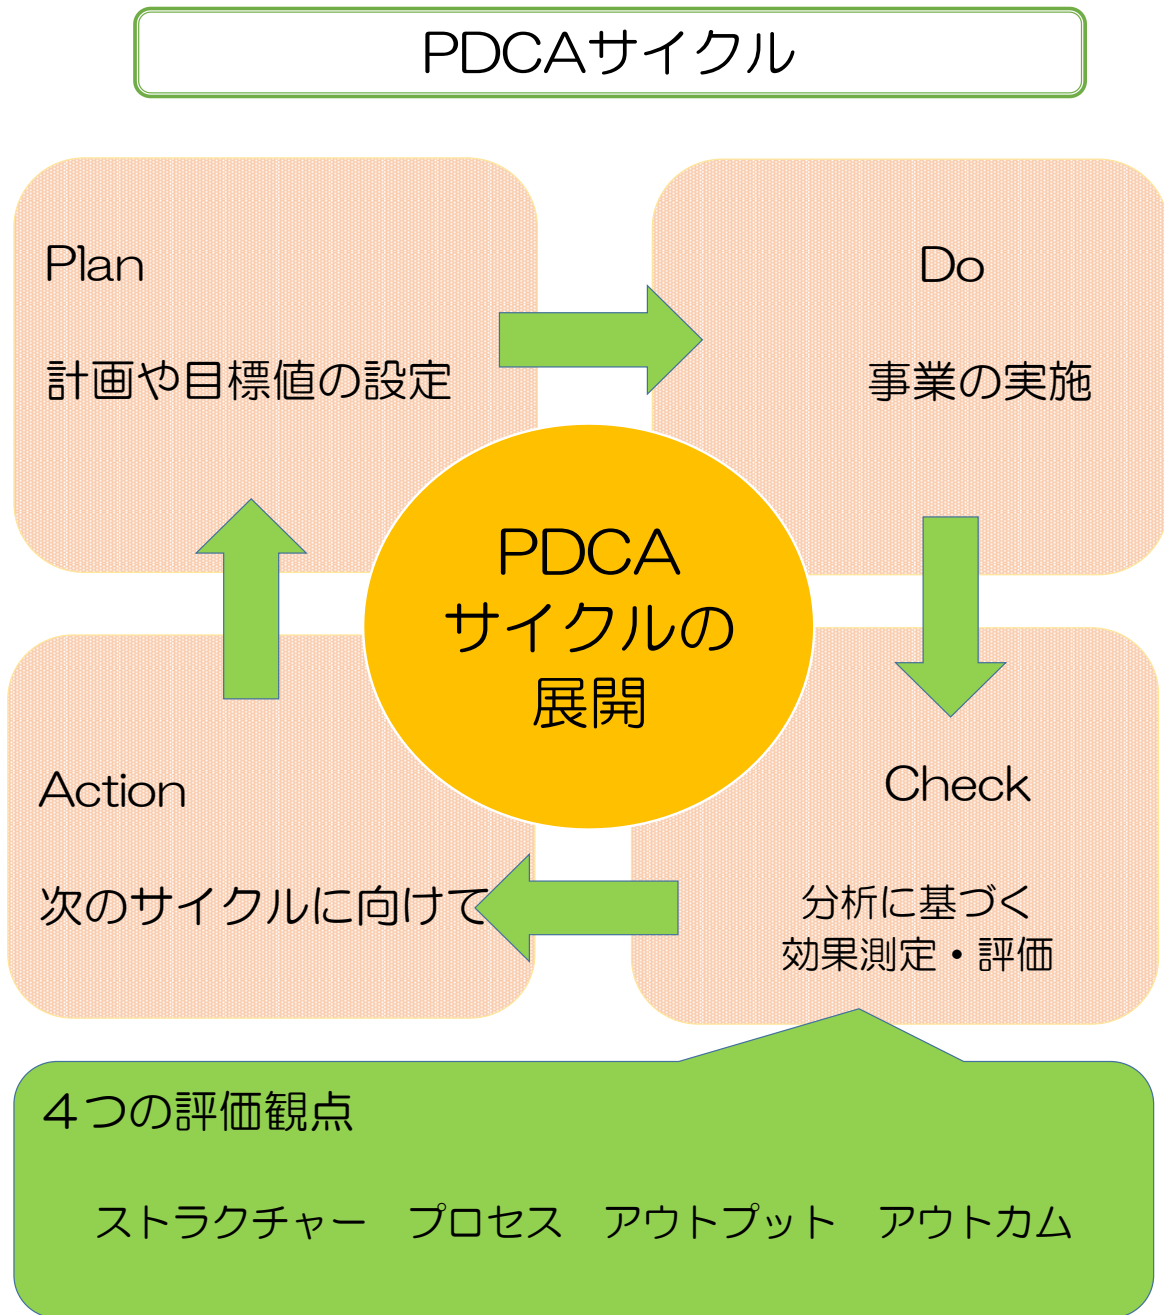 PDCAサイクル
Plan
計画や目標値の設定
Do
事業の実施
PDCA
サイクルの
展開
Action
次のサイクルに向けて
Check
分析に基づく
効果測定・評価
４つの評価観点
ストラクチャー　プロセス　アウトプット　アウトカム